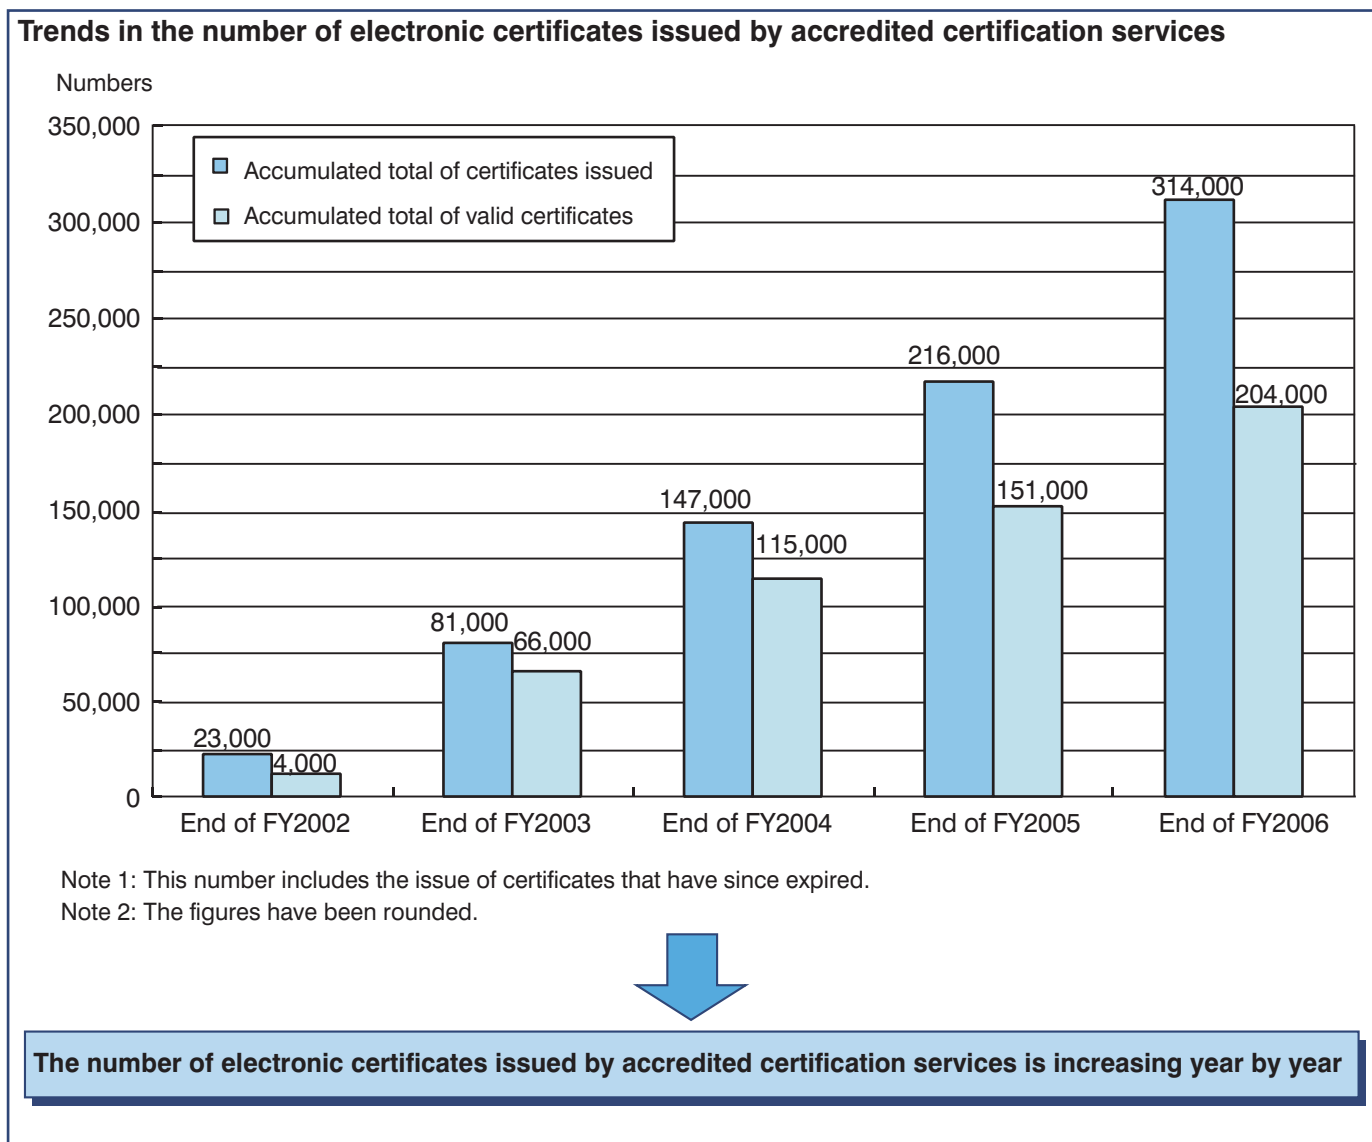 Trends in the number of electronic certificates issued by accredited certification services
Numbers
350,000
300,000
250,000
200,000
150,000
100,000
50,000
0
Accumulated total of certificates issued
Accumulated total of valid certificates
23,000
4,000
81,000
66,000
147,000
115,000
216,000
151,000
314,000
204,000
End of FY2002
End of FY2003
End of FY2004
End of FY2005
End of FY2006
Note 1: This number includes the issue of certificates that have since expired.
Note 2: The figures have been rounded.
The number of electronic certificates issued by accredited certification services is increasing year by year